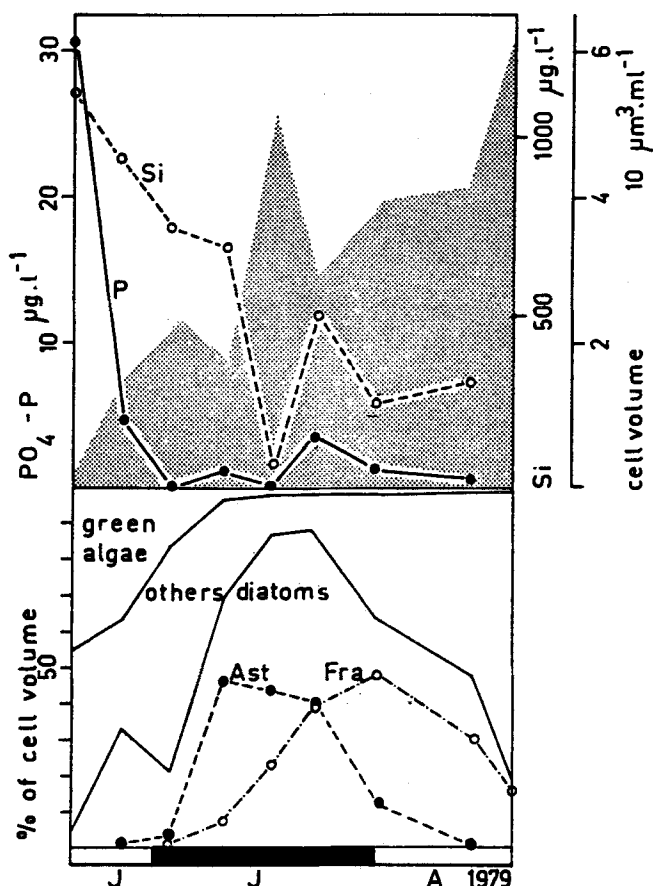 30
20
10
PO4 - P   µg.l-1
Si
P
1000 µg.l-1
500
Si
6
4
2
cell volume   10 µm3.ml-1
green
algae
others diatoms
50
Ast
Fra
% of cell volume
J
J
A
1979